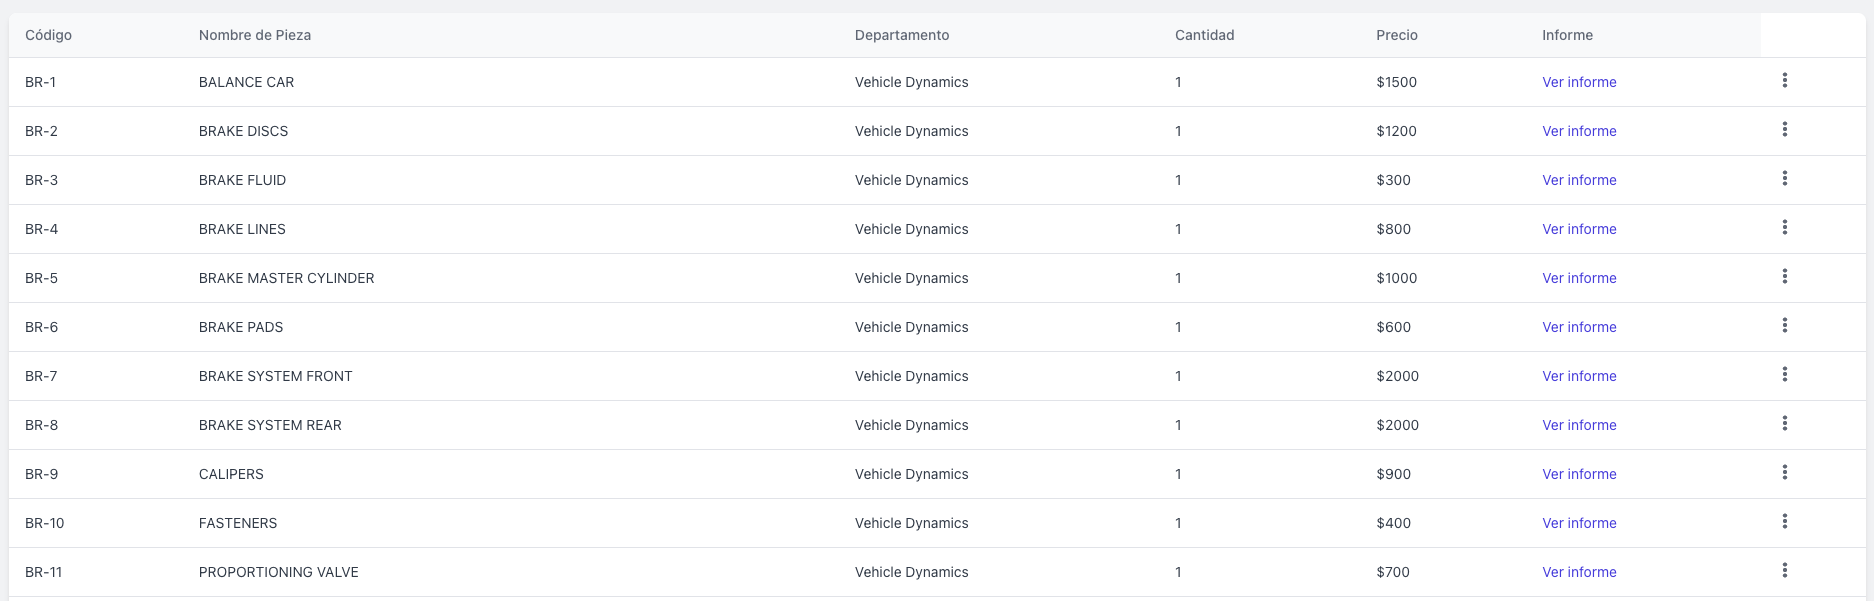 Código Nombre de Pieza Departamento Cantidad Precio Informe
BR-1 BALANCE CAR Vehicle Dynamics 1 $1500 Ver informe
BR-2 BRAKE DISCS Vehicle Dynamics 1 $1200 Ver informe
BR-3 BRAKE FLUID Vehicle Dynamics 1 $300 Ver informe
BR-4 BRAKE LINES Vehicle Dynamics 1 $800 Ver informe
BR-5 BRAKE MASTER CYLINDER Vehicle Dynamics 1 $1000 Ver informe
BR-6 BRAKE PADS Vehicle Dynamics 1 $600 Ver informe
BR-7 BRAKE SYSTEM FRONT Vehicle Dynamics 1 $2000 Ver informe
BR-8 BRAKE SYSTEM REAR Vehicle Dynamics 1 $2000 Ver informe
BR-9 CALIPERS Vehicle Dynamics 1 $900 Ver informe
BR-10 FASTENERS Vehicle Dynamics 1 $400 Ver informe
BR-11 PROPORTIONING VALVE Vehicle Dynamics 1 $700 Ver informe